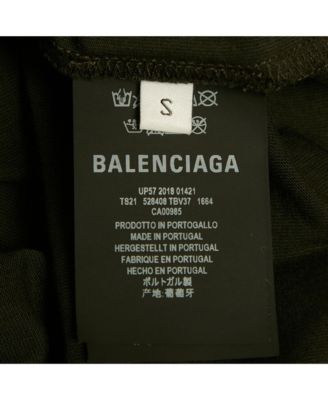 S
BALENCIAGA
UP57 2018 01421
TS21 528408 TBV37 1664
CA00985
PRODOTTO IN PORTOGALLO
MADE IN PORTUGAL
HERGESTELLT IN PORTUGAL
FABRIQUÉ EN PORTUGAL
HECHO EN PORTUGAL
ポルトガル製
产地:葡萄牙